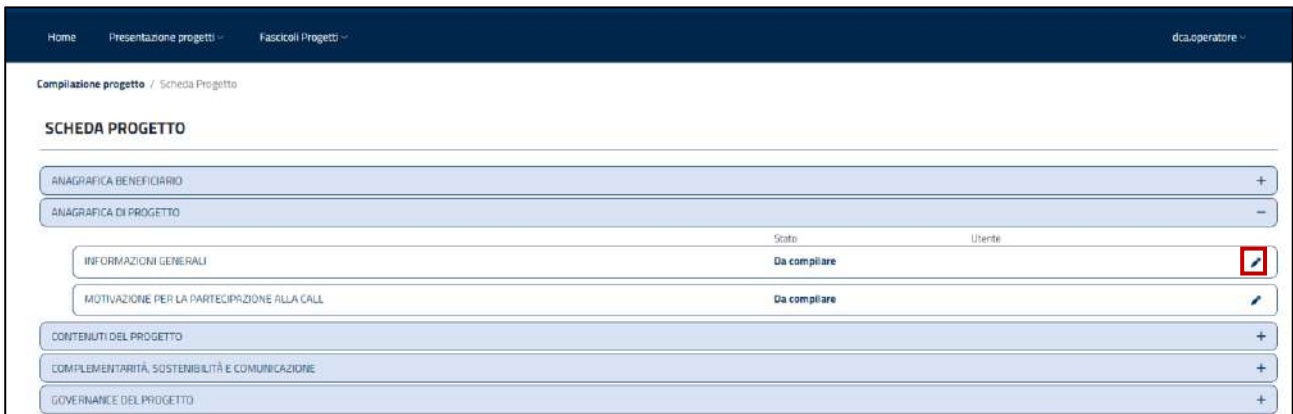 Home Presentazione progetti Fascicoli Progetti dca.operatore
Compilazione progetto / Scheda Progetto
SCHEDA PROGETTO
ANAGRAFICA BENEFICIARIO +
ANAGRAFICA DI PROGETTO -
Stato Utente
INFORMAZIONI GENERALI Da compilare
MOTIVAZIONE PER LA PARTECIPAZIONE ALLA CALL Da compilare
CONTENUTI DEL PROGETTO +
COMPLEMENTARITÀ, SOSTENIBILITÀ E COMUNICAZIONE +
GOVERNANCE DEL PROGETTO +